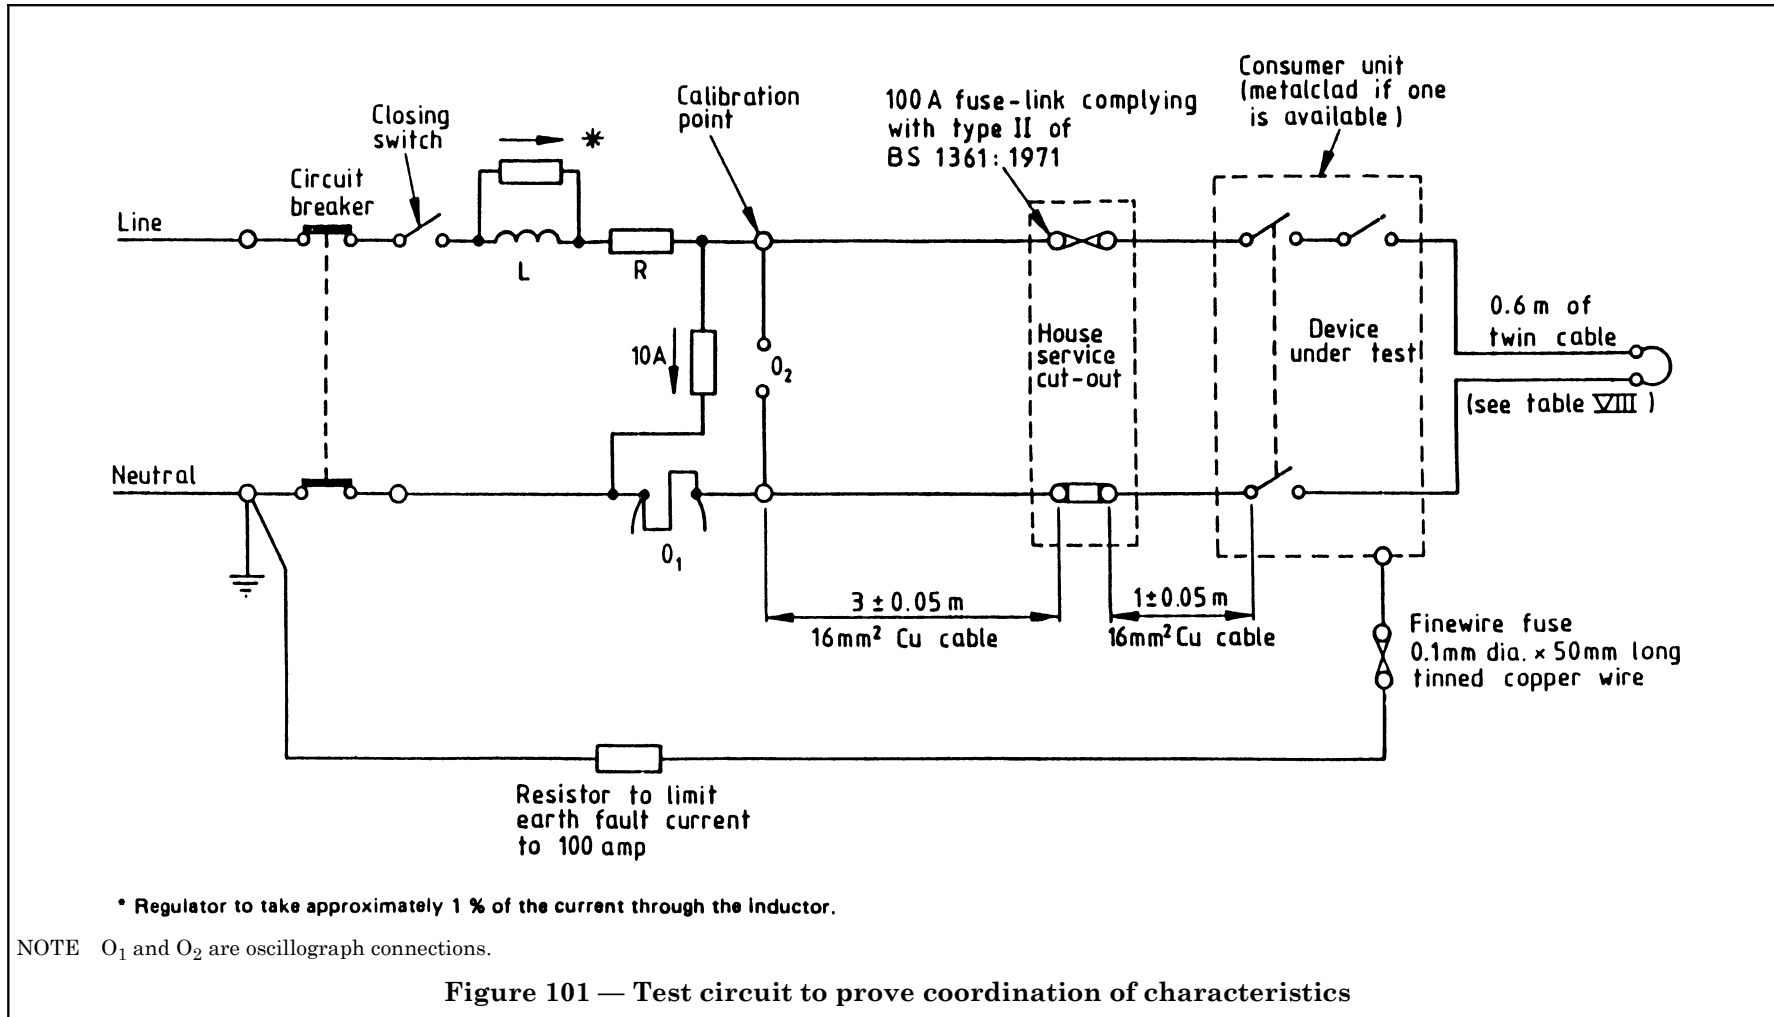 Consumer unit
(metalclad if one
is available)
Calibration
point
100A fuse-link complying
with type II of
BS 1361: 1971
Closing
switch
*
Circuit
breaker
Line
L
R
10A
O2
House
service
cut-out
Device
under test
0.6m of
twin cable
(see table VIII)
Neutral
O1
3 ± 0.05 m
16mm² Cu cable
1±0.05 m
16mm² Cu cable
Finewire fuse
0.1mm dia. × 50mm long
tinned copper wire
Resistor to limit
earth fault current
to 100 amp
* Regulator to take approximately 1 % of the current through the inductor.
NOTE O1 and O2 are oscillograph connections.
Figure 101 — Test circuit to prove coordination of characteristics